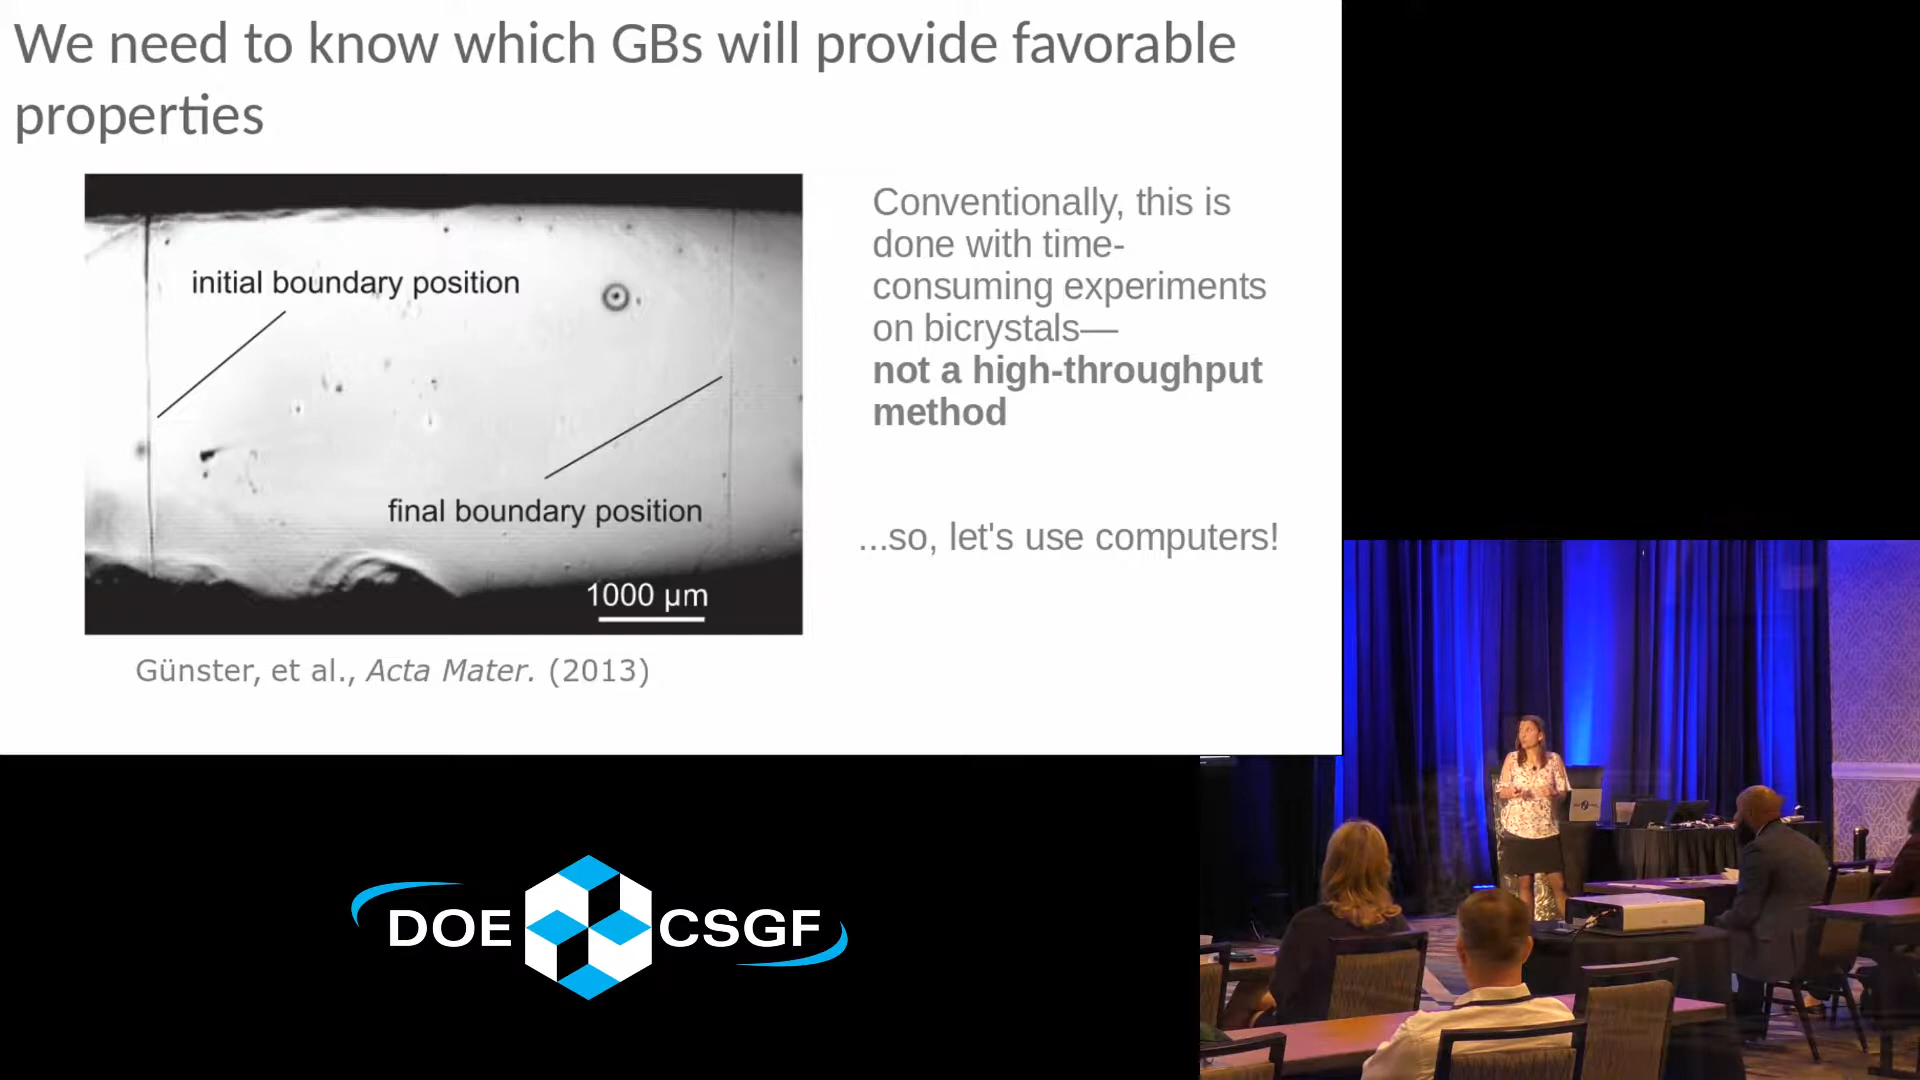 We need to know which GBs will provide favorable
properties
initial boundary position
final boundary position
1000 µm
Günster, et al., Acta Mater. (2013)
Conventionally, this is
done with time-
consuming experiments
on bicrystals—
not a high-throughput
method
...so, let's use computers!
DOE CSGF